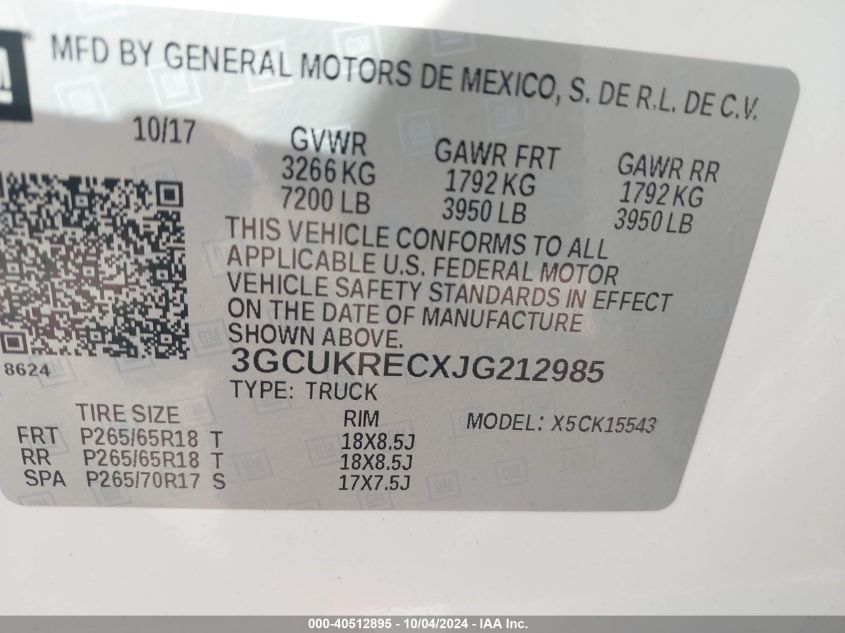 GM
MFD BY GENERAL MOTORS DE MEXICO, S. DE R.L. DE C.V.
10/17 GVWR GAWR FRT GAWR RR
3266 KG 1792 KG 1792 KG
7200 LB 3950 LB 3950 LB
THIS VEHICLE CONFORMS TO ALL
APPLICABLE U.S. FEDERAL MOTOR
VEHICLE SAFETY STANDARDS IN EFFECT
ON THE DATE OF MANUFACTURE
SHOWN ABOVE.
8624 3GCUKRECXJG212985
TYPE: TRUCK
TIRE SIZE RIM MODEL: X5CK15543
FRT P265/65R18 T 18X8.5J
RR P265/65R18 T 18X8.5J
SPA P265/70R17 S 17X7.5J
000-40512895 - 10/04/2024 - IAA Inc.